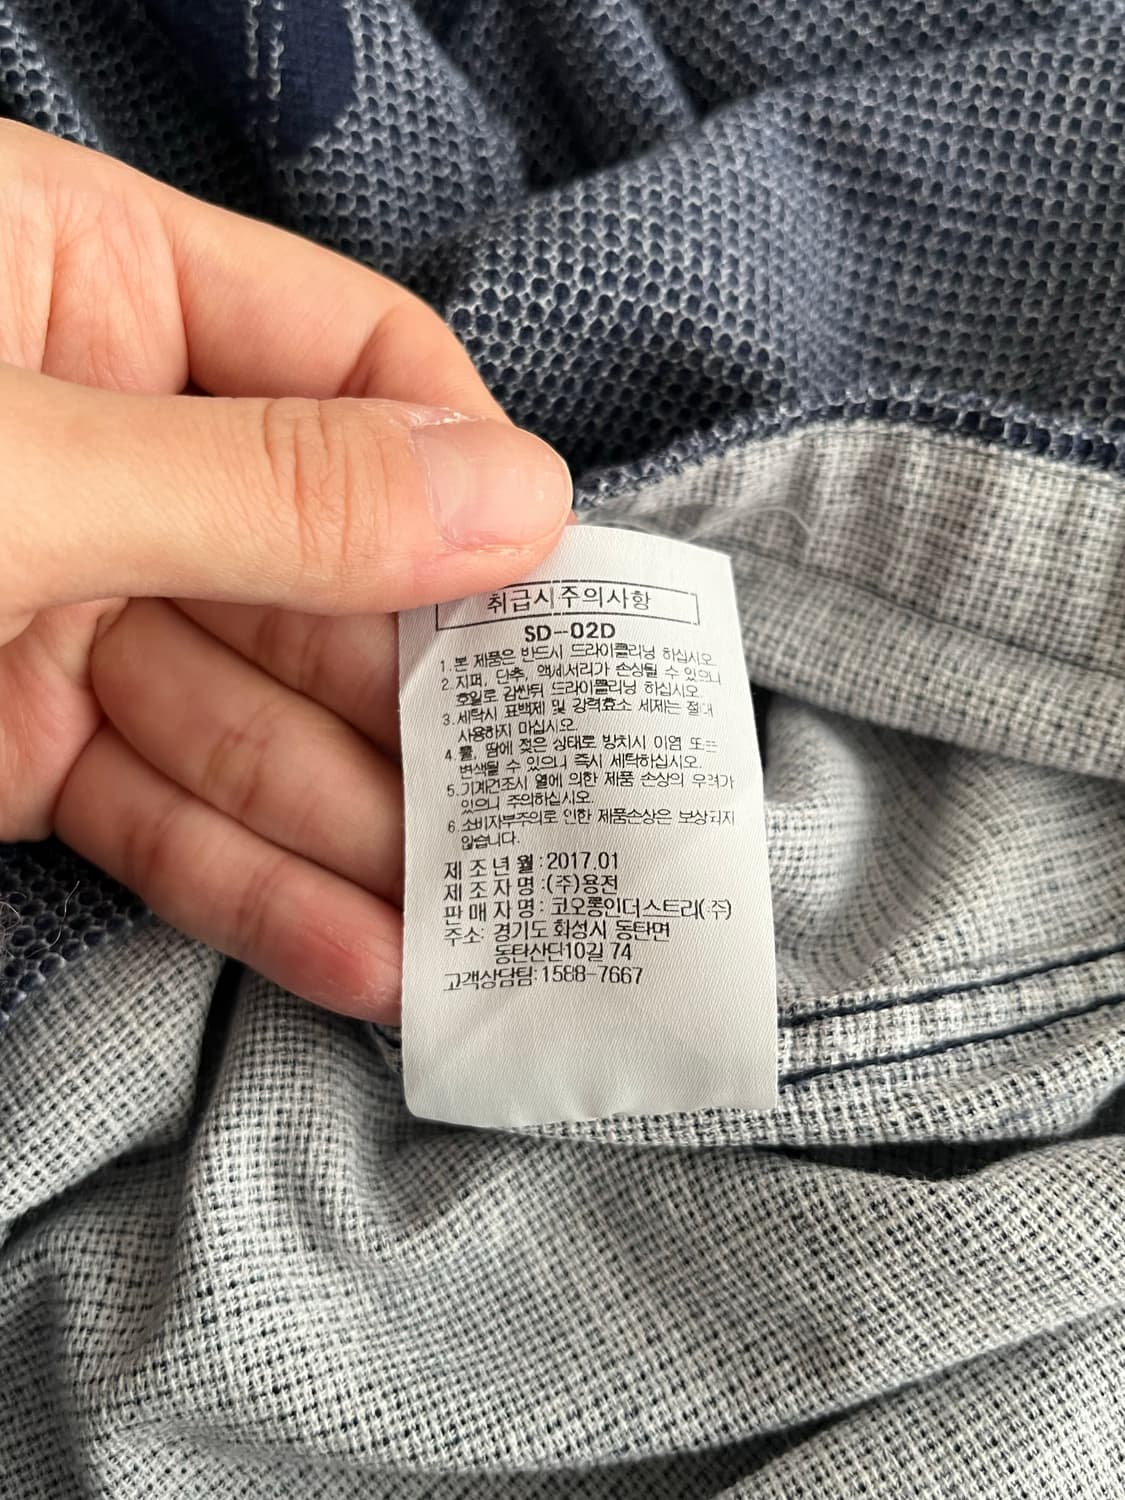 취급시주의사항
SD-02D
1. 본 제품은 반드시 드라이클리닝 하십시오.
2. 지퍼, 단추, 액세서리가 손상될 수 있으니
호일로 감싼뒤 드라이클리닝 하십시오.
3. 세탁시 표백제 및 강력효소 세제는 절대
사용하지 마십시오.
4. 물, 땀에 젖은 상태로 방치시 이염 또는
변색될 수 있으니 즉시 세탁하십시오.
5. 기계건조시 열에 의한 제품 손상의 우려가
있으니 주의하십시오.
6. 소비자부주의로 인한 제품손상은 보상되지
않습니다.
제조년월:2017.01
제조자명:(주)용전
판매자명:코오롱인더스트리(주)
주소: 경기도 화성시 동탄면
동탄산단10길 74
고객상담팀:1588-7667